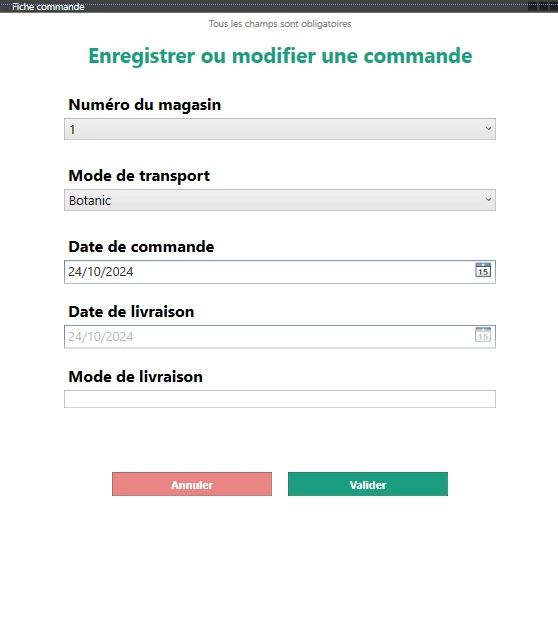 Fiche commande
Tous les champs sont obligatoires
Enregistrer ou modifier une commande
Numéro du magasin
1
Mode de transport
Botanic
Date de commande
24/10/2024
15
Date de livraison
24/10/2024
15
Mode de livraison
Annuler
Valider